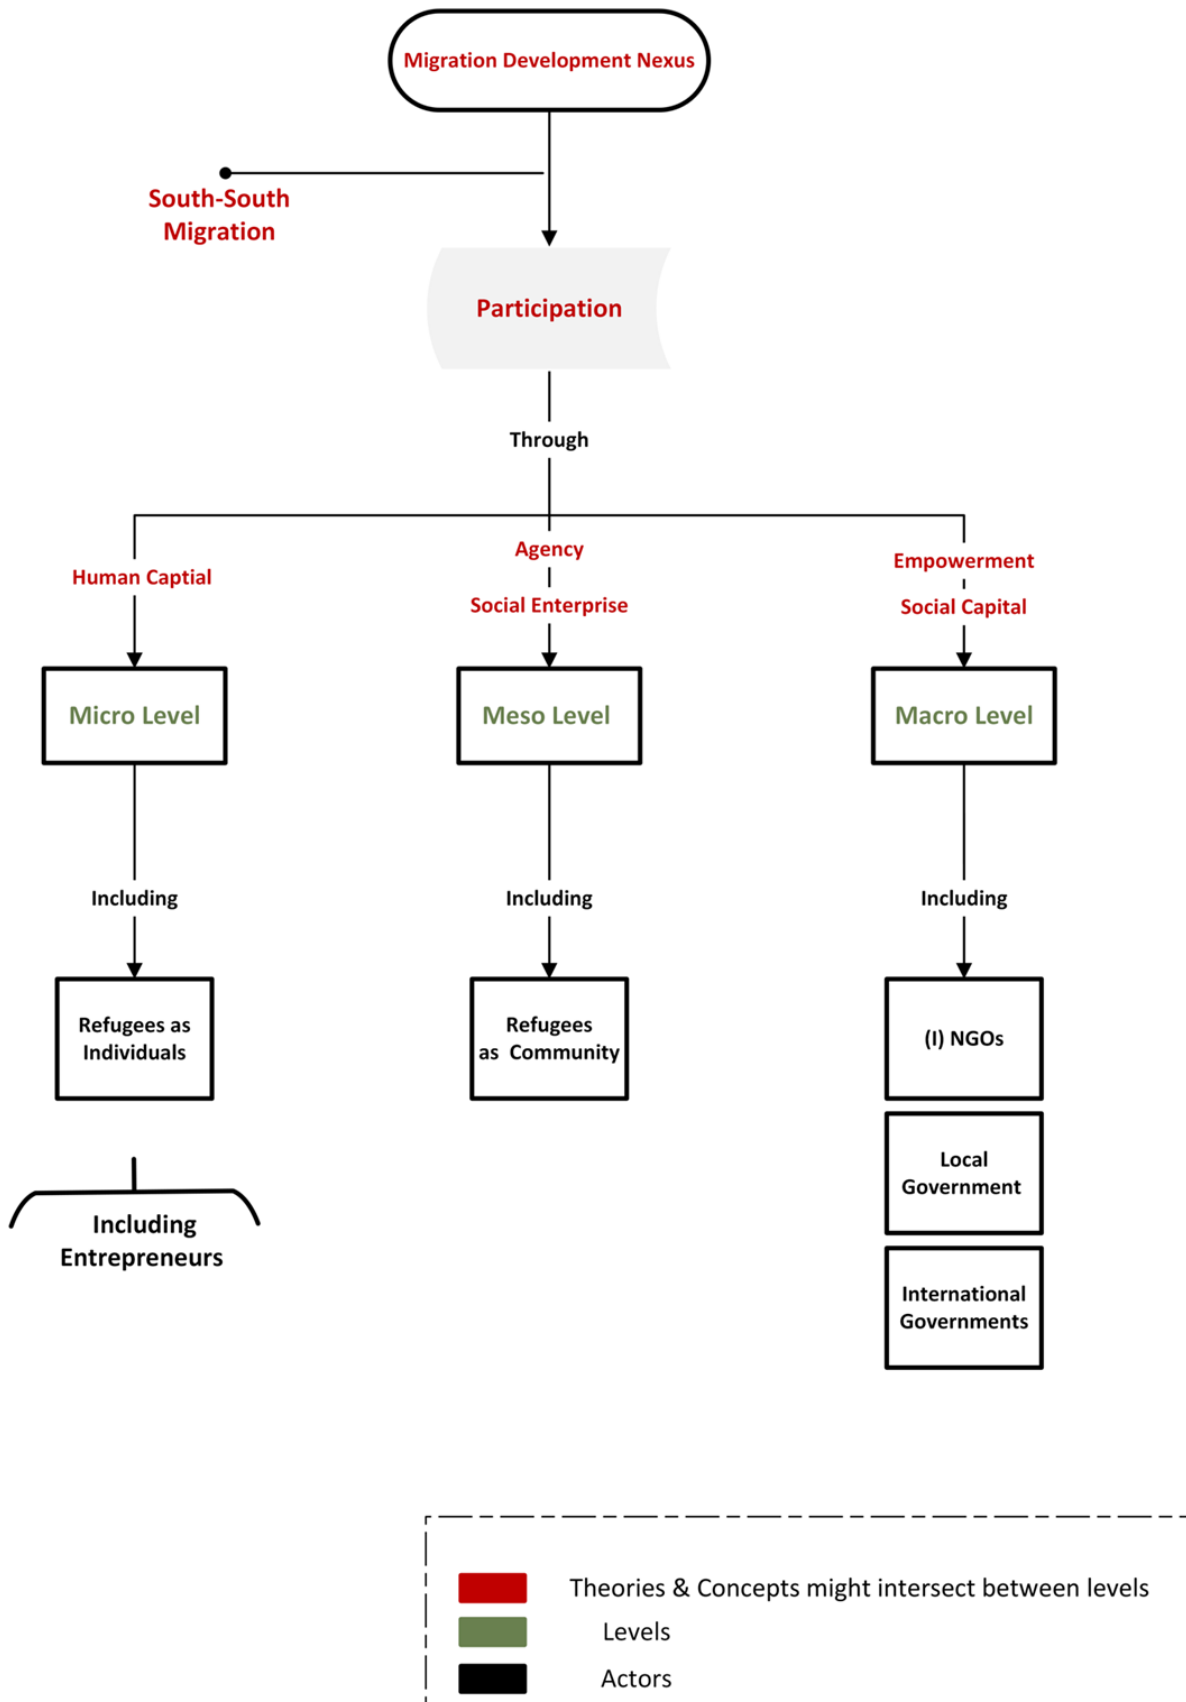 Migration Development Nexus
South-South
Migration
Participation
Through
Human Captial
Agency
Social Enterprise
Empowerment
Social Capital
Micro Level
Meso Level
Macro Level
Including
Including
Including
Refugees as
Individuals
Refugees
as Community
(I) NGOs
Local
Government
Including
Entrepreneurs
International
Governments
Theories & Concepts might intersect between levels
Levels
Actors